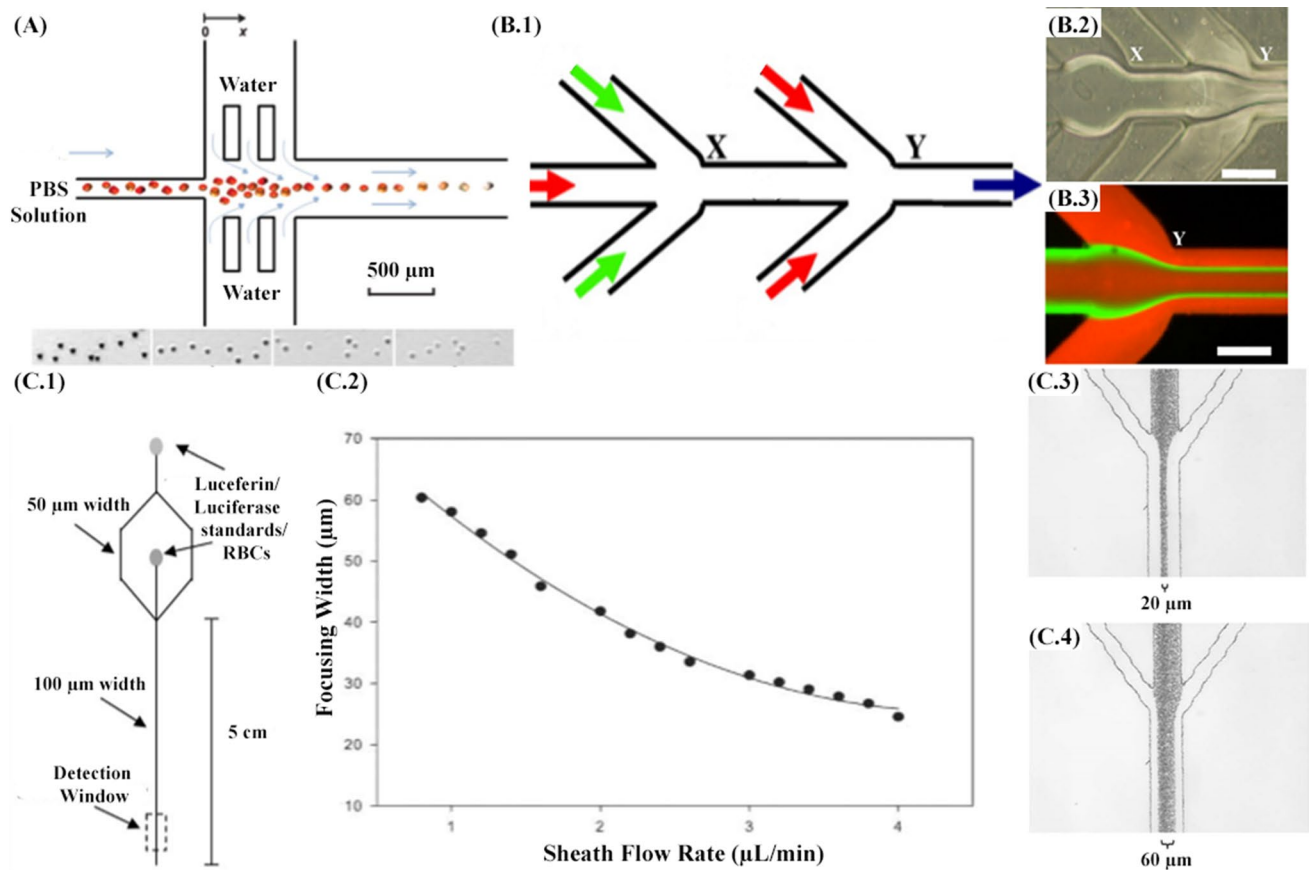 (A)
0
x
Water
PBS
Solution
Water
500 µm
(B.1)
X
Y
(B.2)
X
Y
(B.3)
Y
(C.1)
50 µm width
Luceferin/
Luciferase
standards/
RBCs
100 µm width
5 cm
Detection
Window
(C.2)
Focusing Width (µm)
70
60
50
40
30
20
10
1
2
3
4
Sheath Flow Rate (µL/min)
(C.3)
20 µm
(C.4)
60 µm